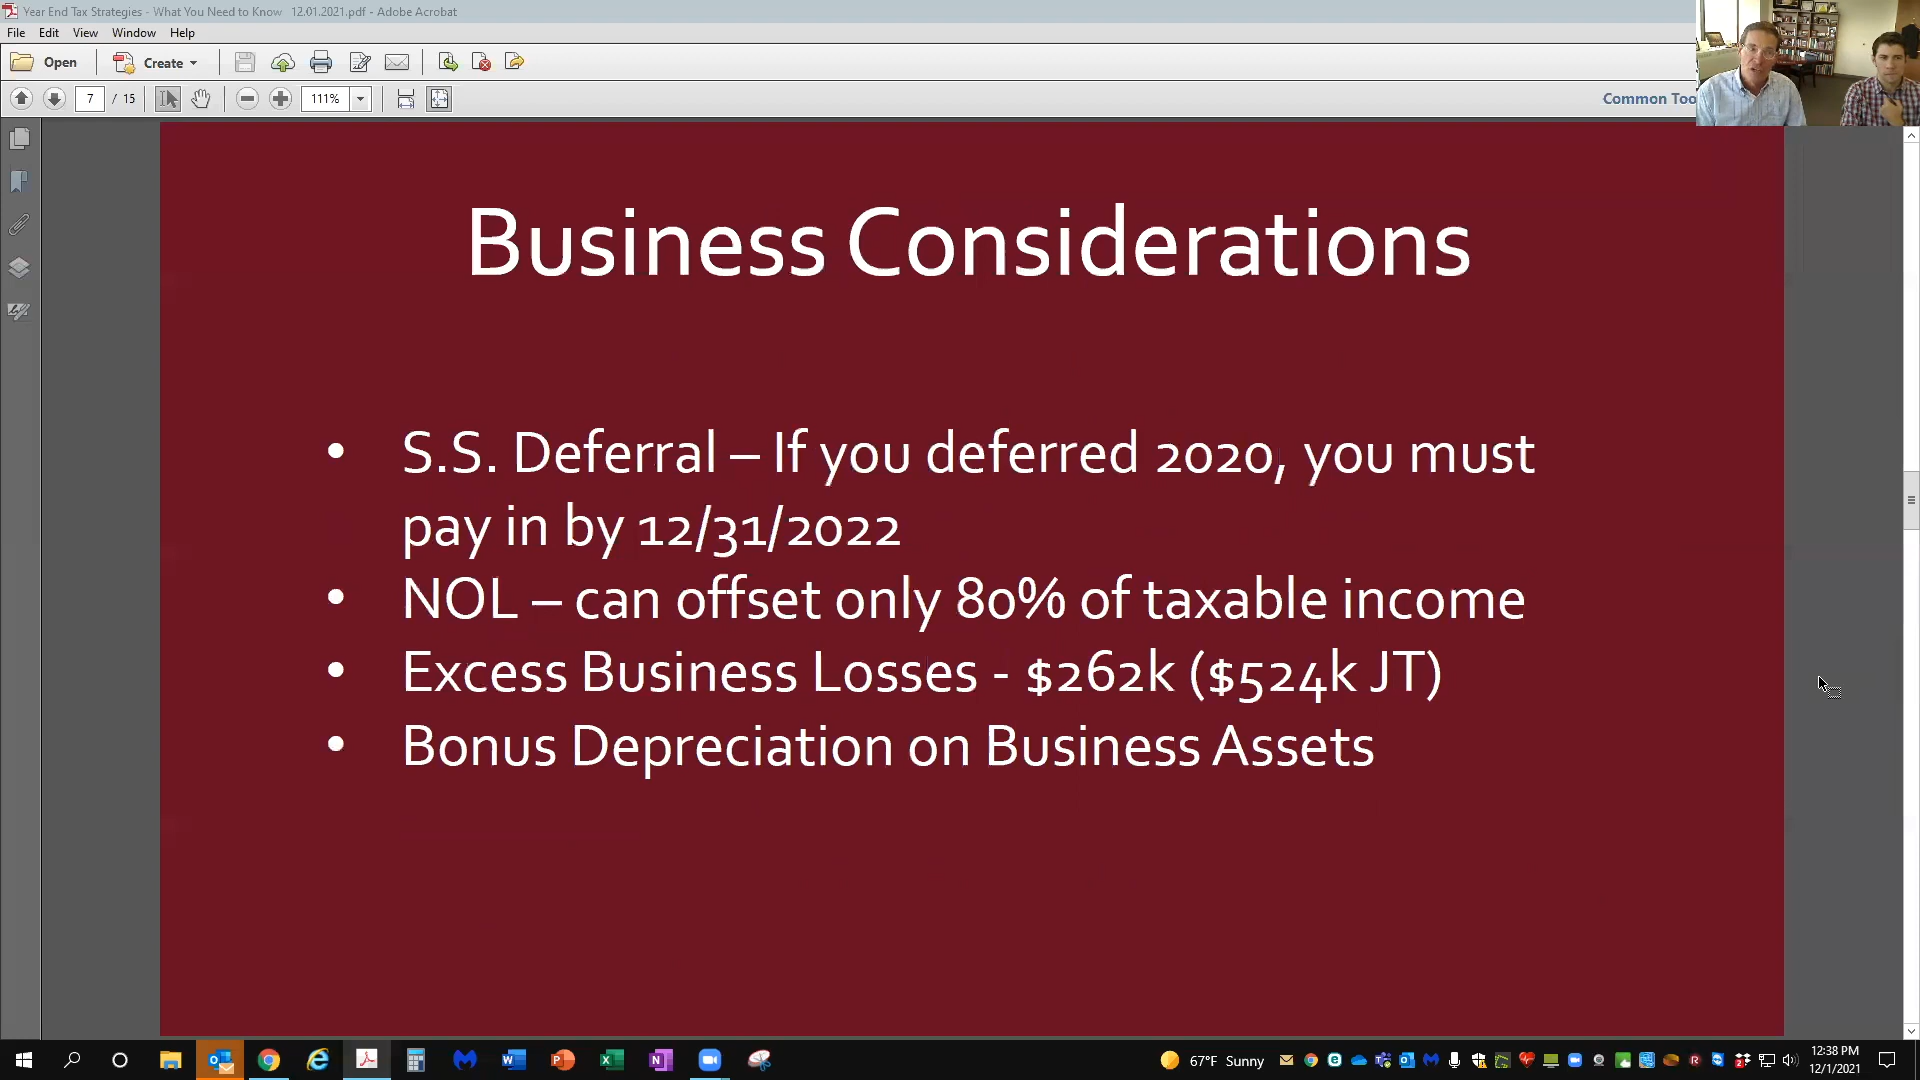 Year End Tax Strategies - What You Need to Know 12.01.2021.pdf - Adobe Acrobat
File Edit View Window Help
Open Create
7 / 15 111% Common Too
Business Considerations
• S.S. Deferral – If you deferred 2020, you must
pay in by 12/31/2022
• NOL – can offset only 80% of taxable income
• Excess Business Losses - $262k ($524k JT)
• Bonus Depreciation on Business Assets
67°F Sunny
12:38 PM
12/1/2021